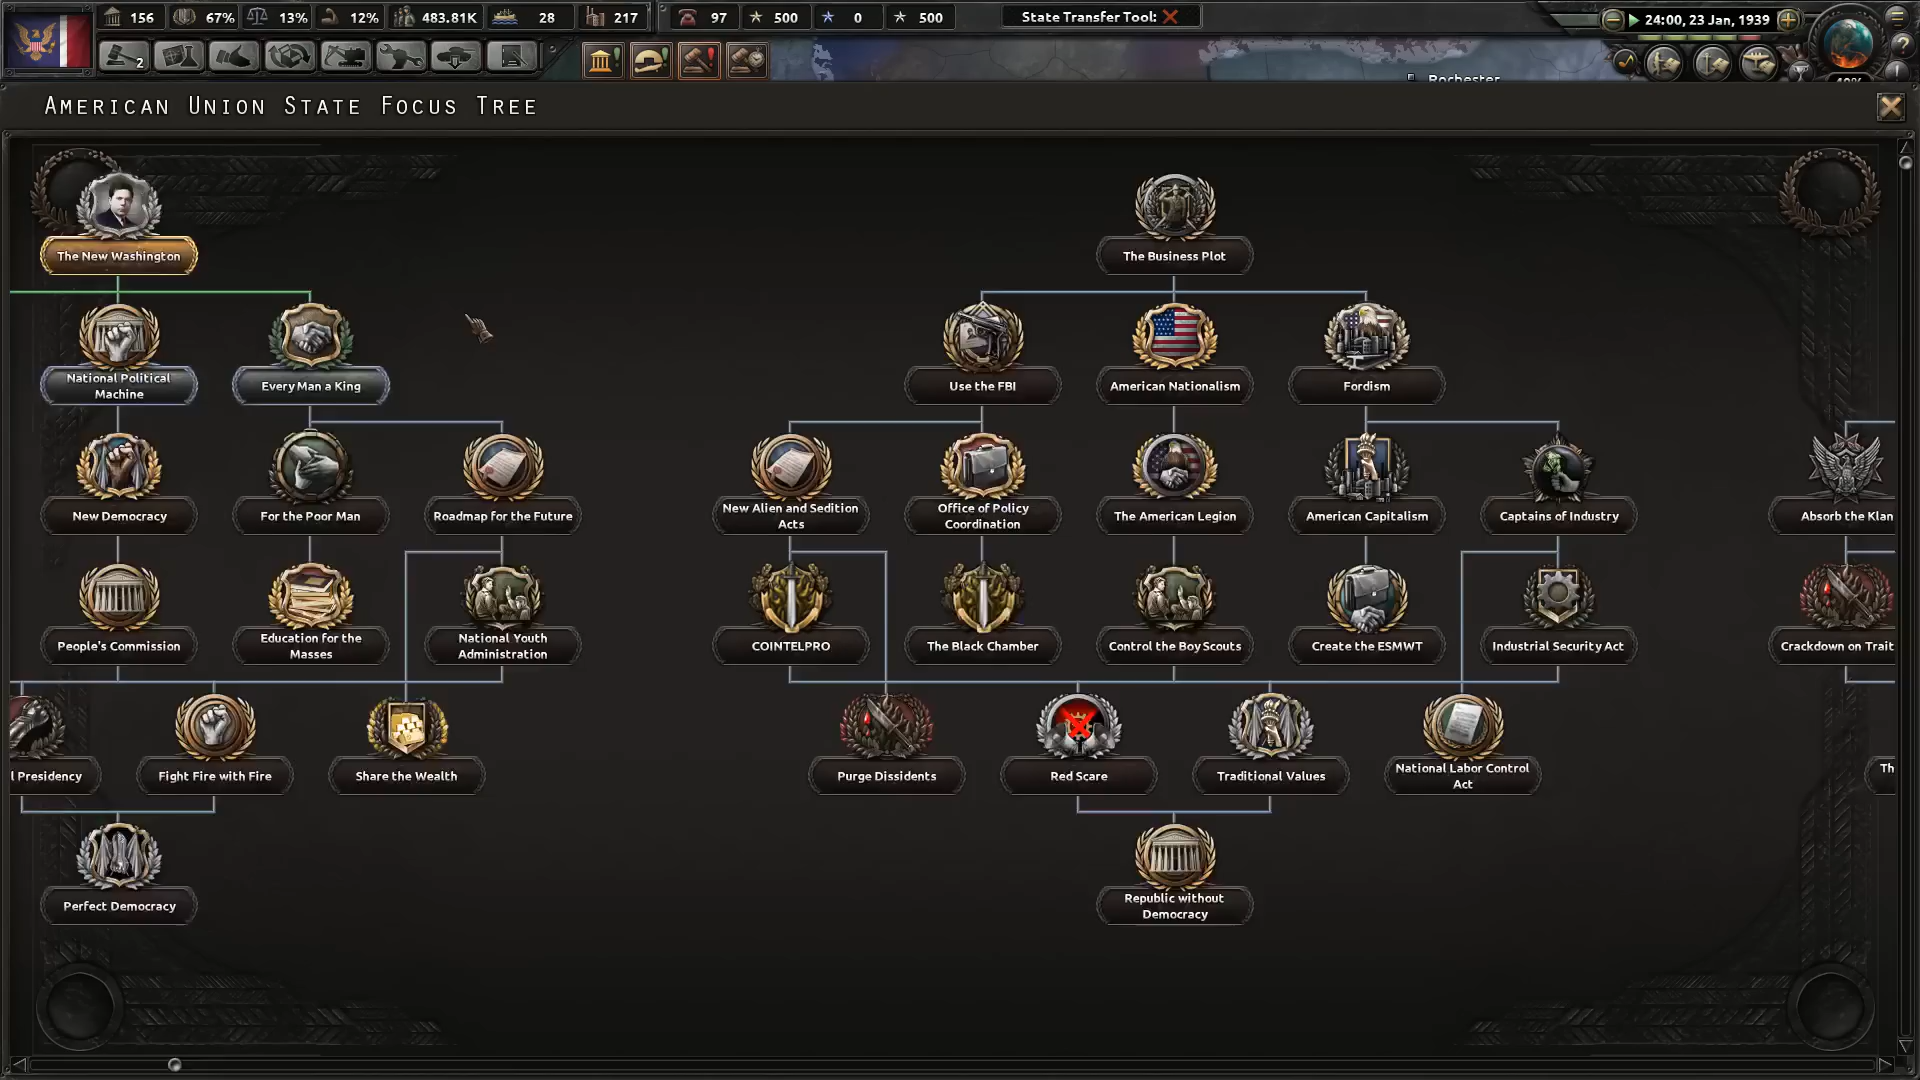 156 67% 13% 12% 483.81K 28 217 97 500 0 500 State Transfer Tool: 24:00, 23 Jan, 1939
2
Rochester
AMERICAN UNION STATE FOCUS TREE
The New Washington
The Business Plot
National Political
Machine
Every Man a King
Use the FBI
American Nationalism
Fordism
New Democracy
For the Poor Man
Roadmap for the Future
New Alien and Sedition
Acts
Office of Policy
Coordination
The American Legion
American Capitalism
Captains of Industry
Absorb the Klan
People's Commission
Education for the
Masses
National Youth
Administration
COINTELPRO
The Black Chamber
Control the Boy Scouts
Create the ESMWT
Industrial Security Act
Crackdown on Trait
l Presidency
Fight Fire with Fire
Share the Wealth
Purge Dissidents
Red Scare
Traditional Values
National Labor Control
Act
Th
Perfect Democracy
Republic without
Democracy